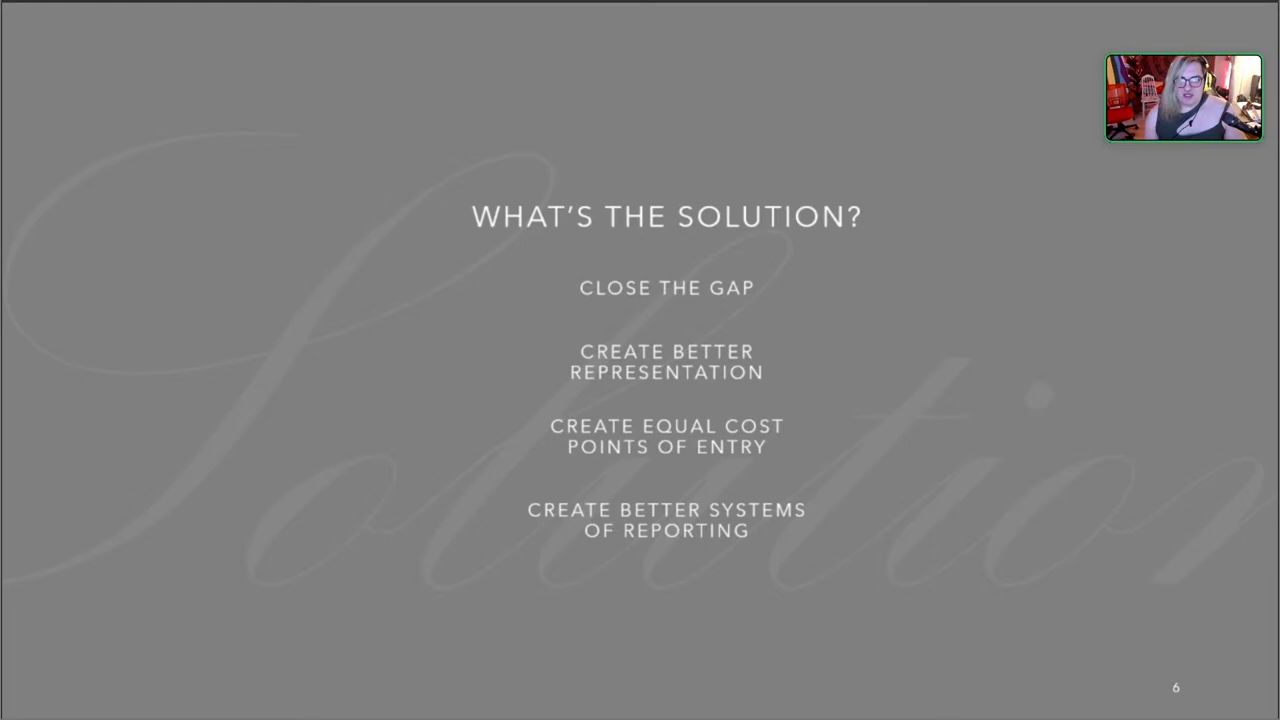 WHAT'S THE SOLUTION?
CLOSE THE GAP
CREATE BETTER
REPRESENTATION
CREATE EQUAL COST
POINTS OF ENTRY
CREATE BETTER SYSTEMS
OF REPORTING
Solution
6